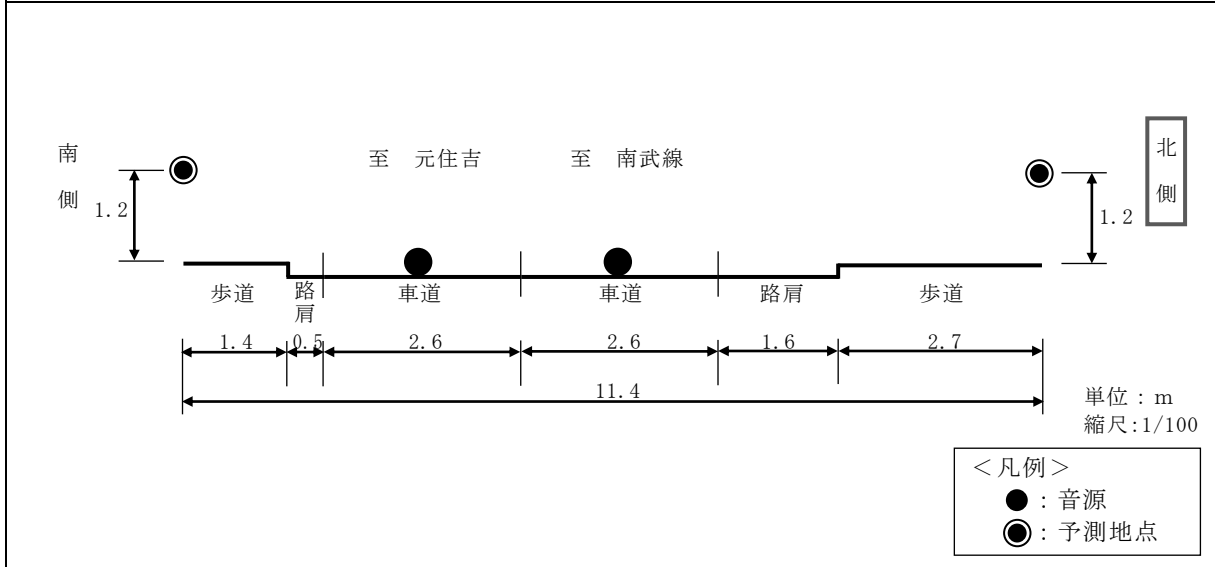 南側
至 元住吉
至 南武線
北側
1.2
1.2
歩道
路肩
車道
車道
路肩
歩道
1.4
0.5
2.6
2.6
1.6
2.7
11.4
単位：m
縮尺:1/100
＜凡例＞
●：音源
◉：予測地点